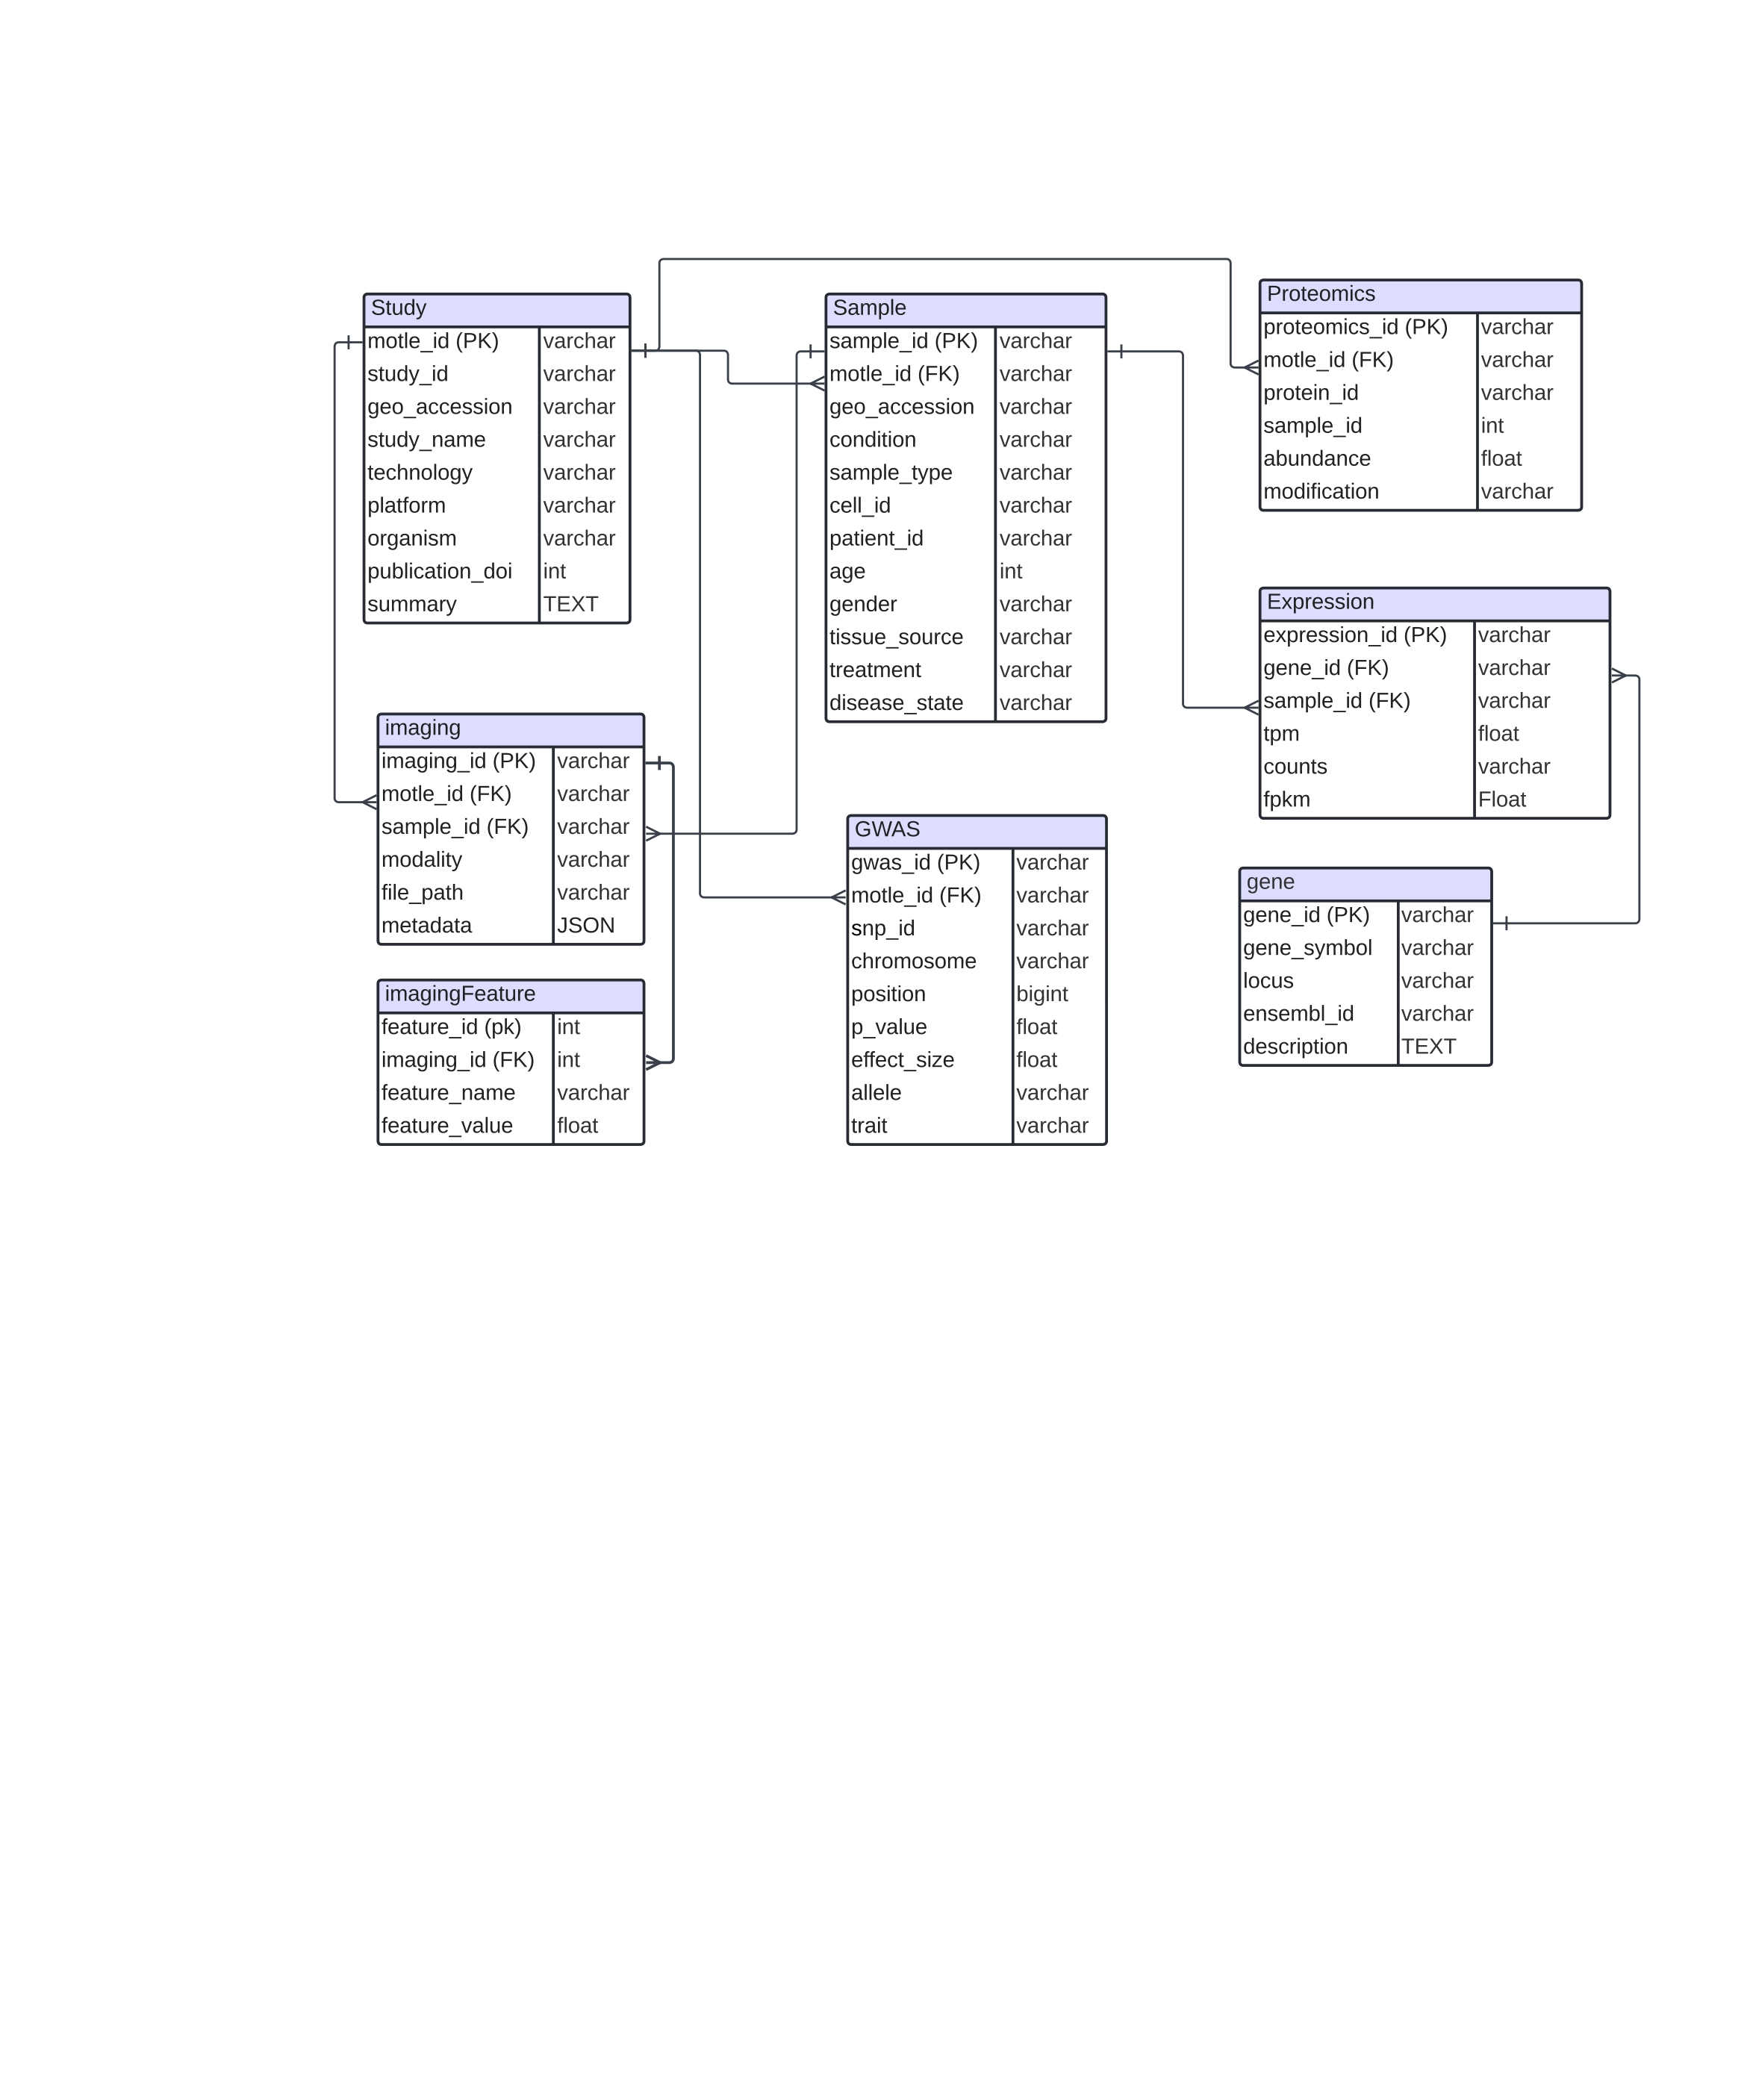 Study
motle_id (PK) varchar
study_id varchar
geo_accession varchar
study_name varchar
technology varchar
platform varchar
organism varchar
publication_doi int
summary TEXT
Sample
sample_id (PK) varchar
motle_id (FK) varchar
geo_accession varchar
condition varchar
sample_type varchar
cell_id varchar
patient_id varchar
age int
gender varchar
tissue_source varchar
treatment varchar
disease_state varchar
Proteomics
proteomics_id (PK) varchar
motle_id (FK) varchar
protein_id varchar
sample_id int
abundance float
modification varchar
Expression
expression_id (PK) varchar
gene_id (FK) varchar
sample_id (FK) varchar
tpm float
counts varchar
fpkm Float
imaging
imaging_id (PK) varchar
motle_id (FK) varchar
sample_id (FK) varchar
modality varchar
file_path varchar
metadata JSON
GWAS
gwas_id (PK) varchar
motle_id (FK) varchar
snp_id varchar
chromosome varchar
position bigint
p_value float
effect_size float
allele varchar
trait varchar
gene
gene_id (PK) varchar
gene_symbol varchar
locus varchar
ensembl_id varchar
description TEXT
imagingFeature
feature_id (pk) int
imaging_id (FK) int
feature_name varchar
feature_value float